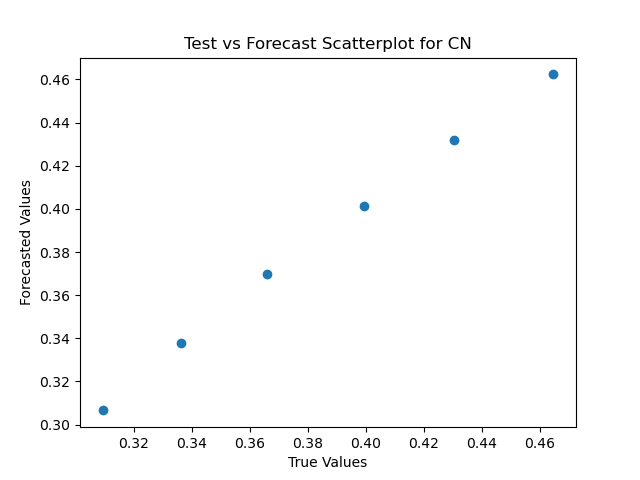 Test vs Forecast Scatterplot for CN
0.46
0.44
0.42
0.40
0.38
0.36
0.34
0.32
0.30
Forecasted Values
0.32 0.34 0.36 0.38 0.40 0.42 0.44 0.46
True Values